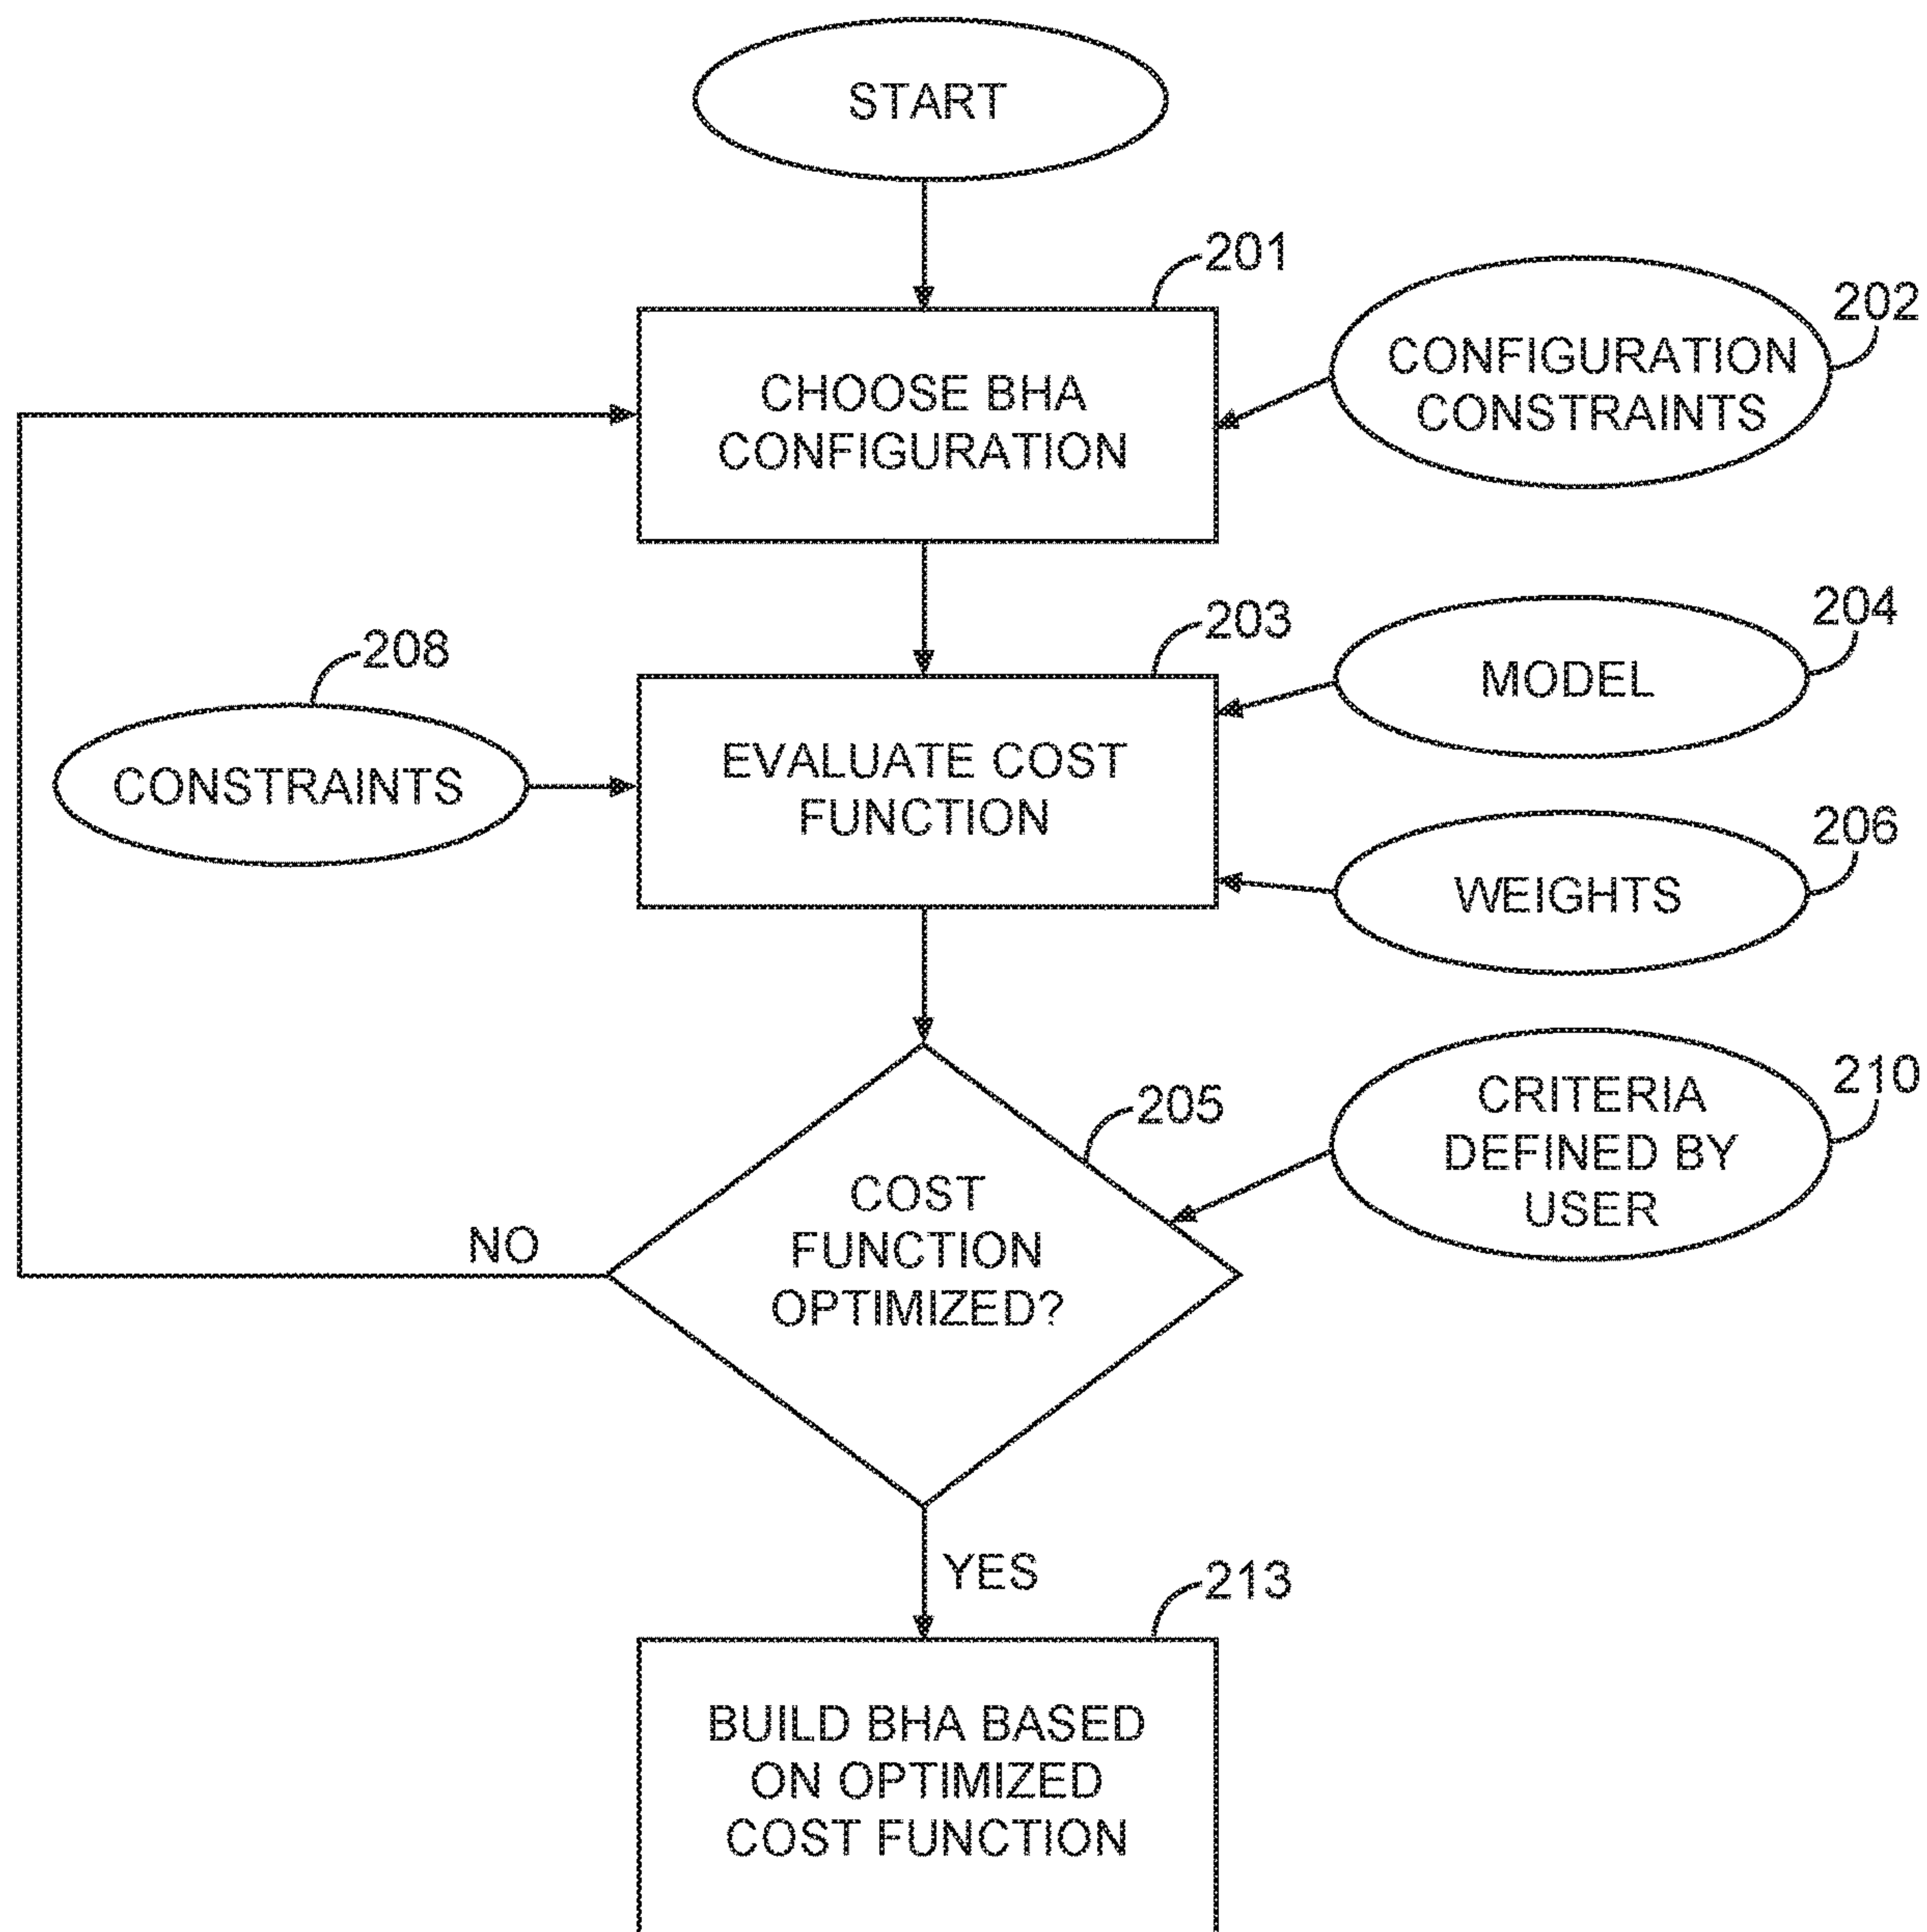 START
201
202
CONFIGURATION
CONSTRAINTS
CHOOSE BHA
CONFIGURATION
203
204
208
MODEL
CONSTRAINTS
EVALUATE COST
FUNCTION
206
WEIGHTS
205
210
CRITERIA
DEFINED BY
USER
COST
FUNCTION
OPTIMIZED?
NO
YES
213
BUILD BHA BASED
ON OPTIMIZED
COST FUNCTION